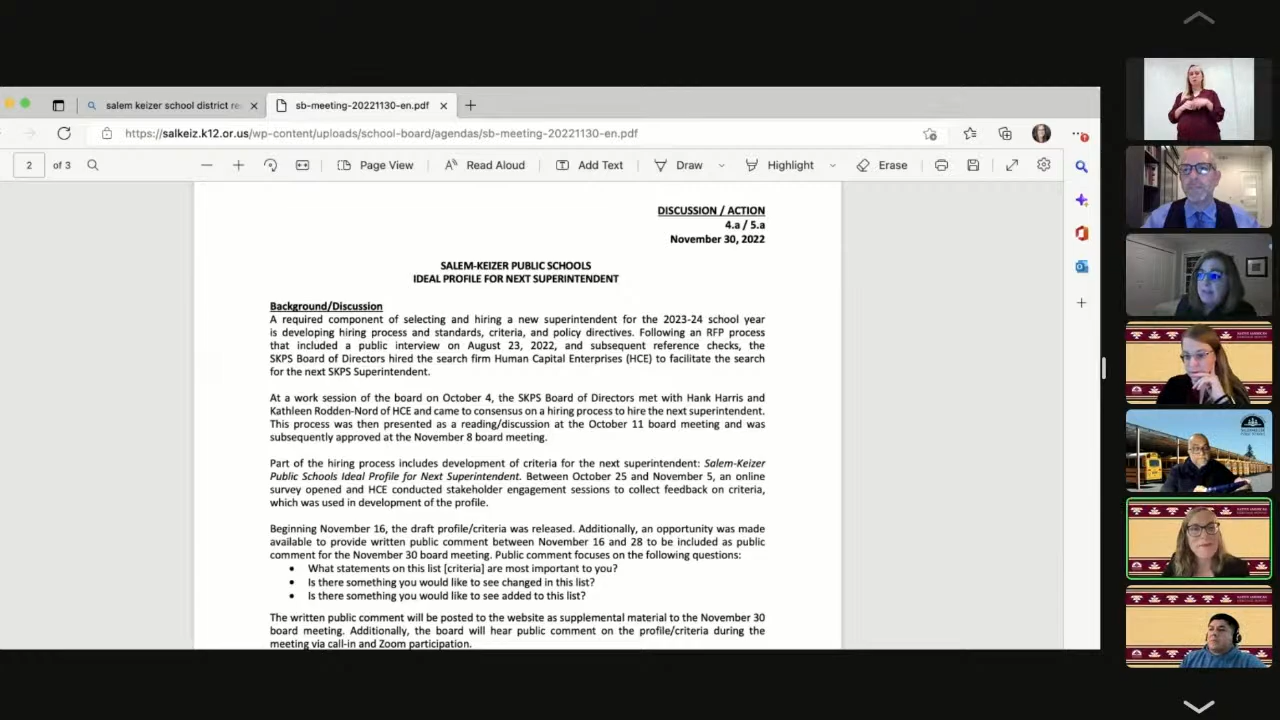 salem keizer school district re
sb-meeting-20221130-en.pdf
https://salkeiz.k12.or.us/wp-content/uploads/school-board/agendas/sb-meeting-20221130-en.pdf
2 of 3
Page View
Read Aloud
Add Text
Draw
Highlight
Erase
DISCUSSION / ACTION
4.a / 5.a
November 30, 2022
SALEM-KEIZER PUBLIC SCHOOLS
IDEAL PROFILE FOR NEXT SUPERINTENDENT
Background/Discussion
A required component of selecting and hiring a new superintendent for the 2023-24 school year
is developing hiring process and standards, criteria, and policy directives. Following an RFP process
that included a public interview on August 23, 2022, and subsequent reference checks, the
SKPS Board of Directors hired the search firm Human Capital Enterprises (HCE) to facilitate the search
for the next SKPS Superintendent.
At a work session of the board on October 4, the SKPS Board of Directors met with Hank Harris and
Kathleen Rodden-Nord of HCE and came to consensus on a hiring process to hire the next superintendent.
This process was then presented as a reading/discussion at the October 11 board meeting and was
subsequently approved at the November 8 board meeting.
Part of the hiring process includes development of criteria for the next superintendent: Salem-Keizer
Public Schools Ideal Profile for Next Superintendent. Between October 25 and November 5, an online
survey opened and HCE conducted stakeholder engagement sessions to collect feedback on criteria,
which was used in development of the profile.
Beginning November 16, the draft profile/criteria was released. Additionally, an opportunity was made
available to provide written public comment between November 16 and 28 to be included as public
comment for the November 30 board meeting. Public comment focuses on the following questions:
• What statements on this list [criteria] are most important to you?
• Is there something you would like to see changed in this list?
• Is there something you would like to see added to this list?
The written public comment will be posted to the website as supplemental material to the November 30
board meeting. Additionally, the board will hear public comment on the profile/criteria during the
meeting via call-in and Zoom participation.